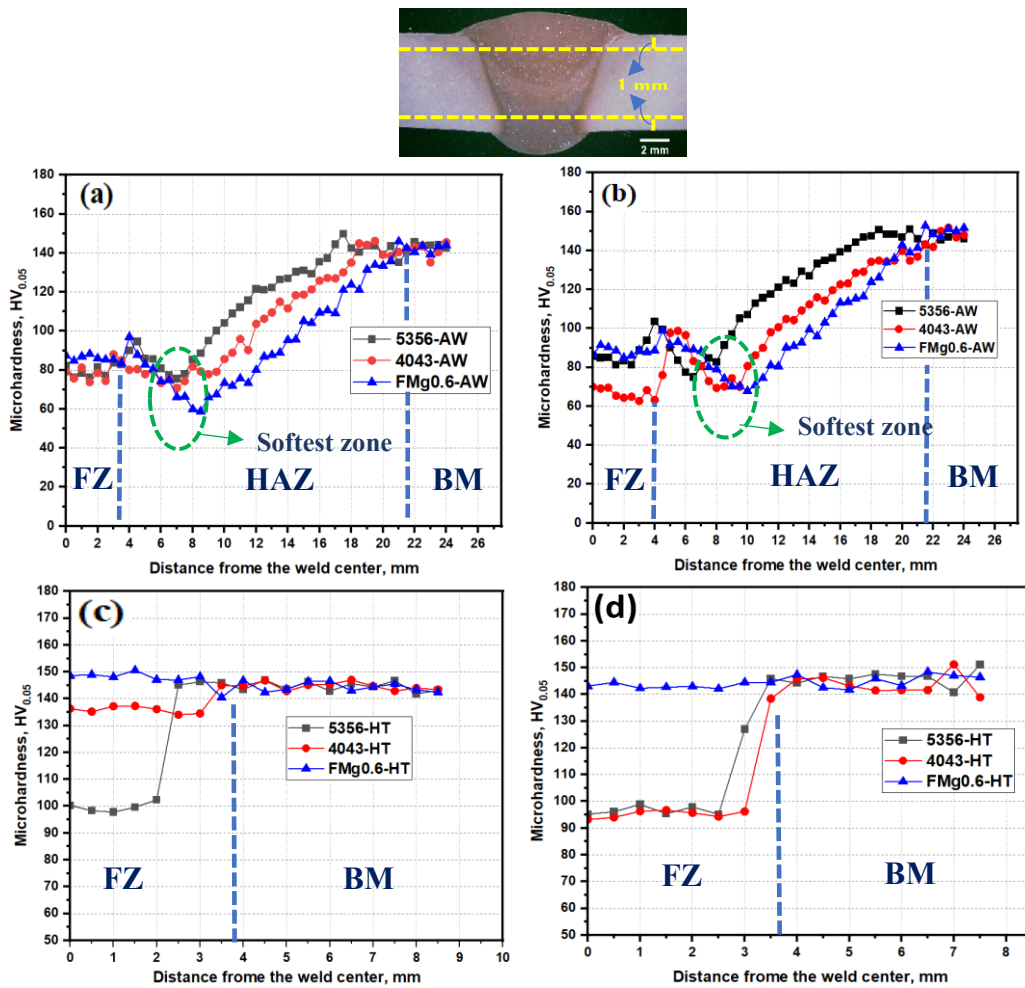 1 mm
2 mm
(a)
180
160
140
120
100
80
60
40
20
0
Microhardness, HV0.05
5356-AW
4043-AW
FMg0.6-AW
Softest zone
FZ HAZ BM
0 2 4 6 8 10 12 14 16 18 20 22 24 26
Distance frome the weld center, mm
(b)
180
160
140
120
100
80
60
40
20
0
Microhardness, HV0.05
5356-AW
4043-AW
FMg0.6-AW
Softest zone
FZ HAZ BM
0 2 4 6 8 10 12 14 16 18 20 22 24 26
Distance frome the weld center, mm
(c)
180
170
160
150
140
130
120
110
100
90
80
70
60
50
Microhardness, HV0.05
5356-HT
4043-HT
FMg0.6-HT
FZ BM
0 1 2 3 4 5 6 7 8 9 10
Distance frome the weld center, mm
(d)
180
170
160
150
140
130
120
110
100
90
80
70
60
50
Microhardness, HV0.05
5356-HT
4043-HT
FMg0.6-HT
FZ BM
0 1 2 3 4 5 6 7 8
Distance frome the weld center, mm